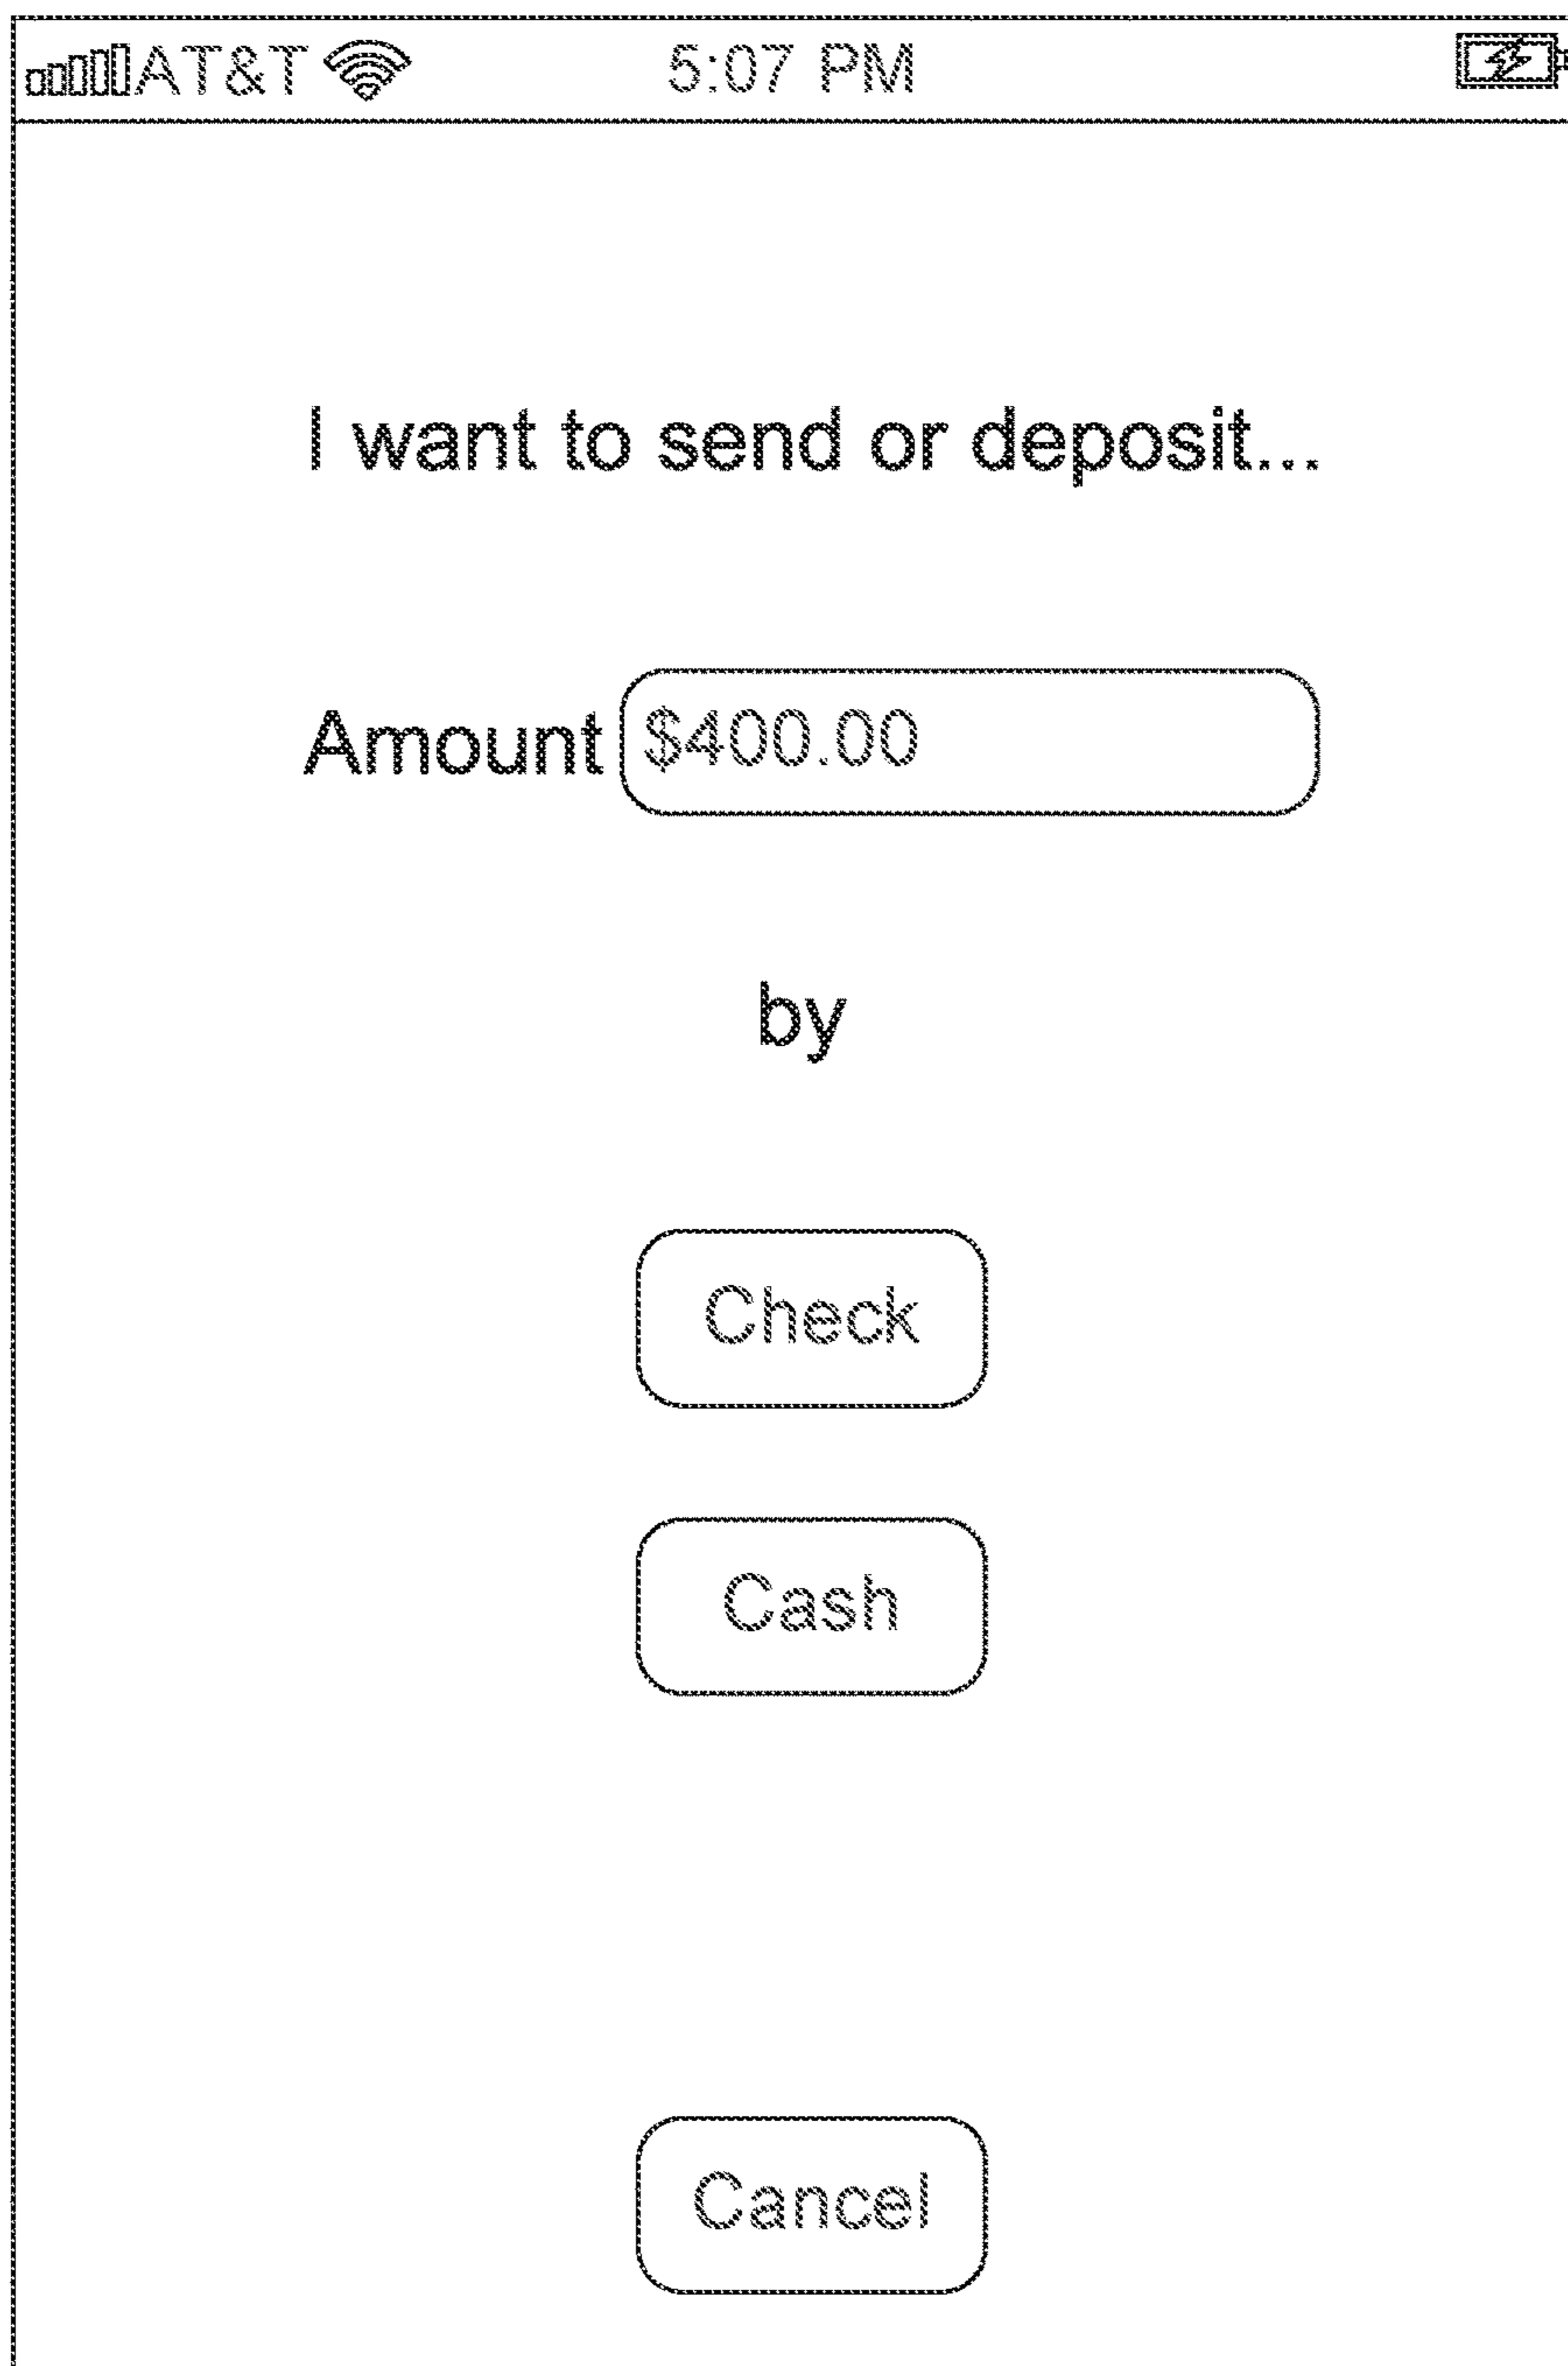 AT&T 5:07 PM
I want to send or deposit...
Amount $400.00
by
Check
Cash
Cancel